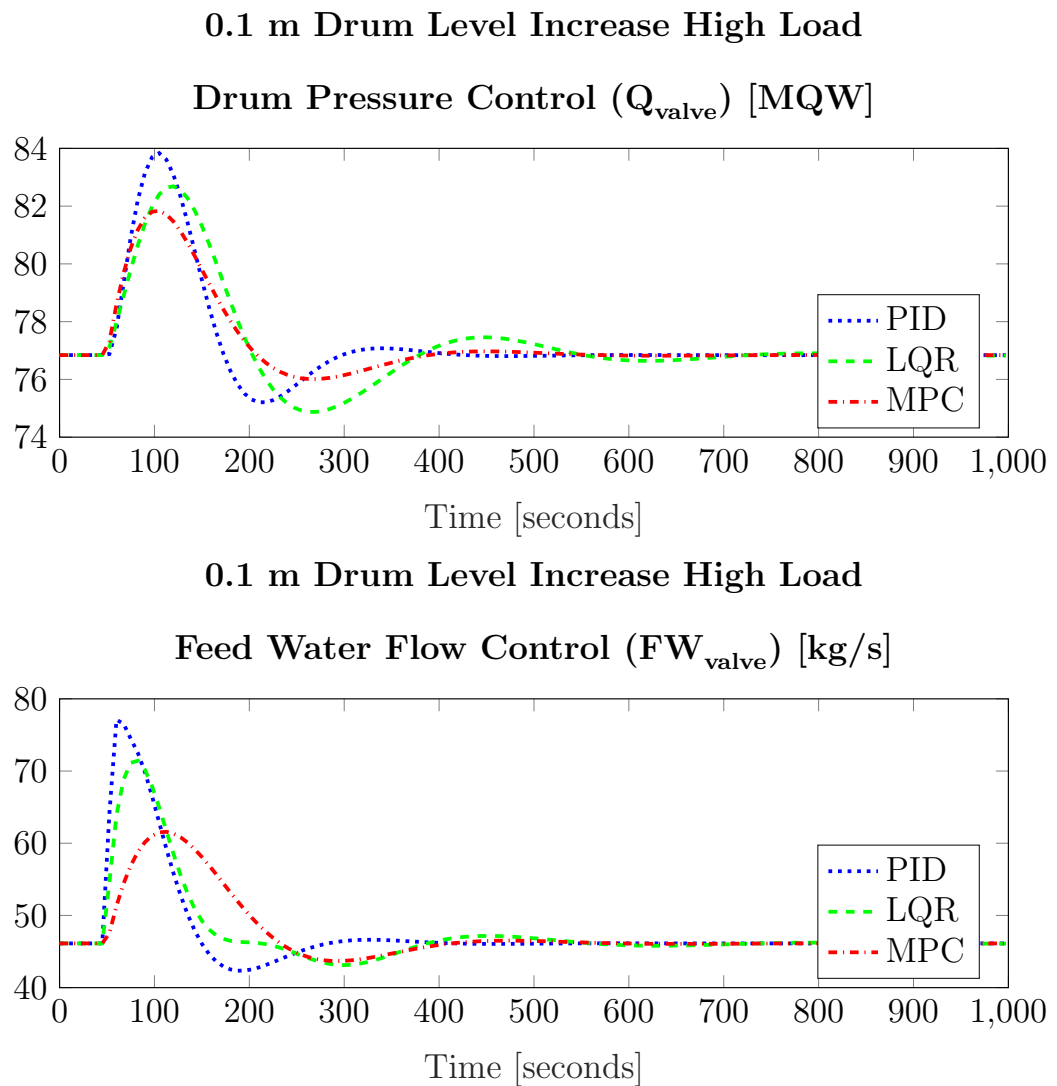 0.1 m Drum Level Increase High Load
Drum Pressure Control (Q_valve) [MQW]
84
82
80
78
76
74
PID
LQR
MPC
0 100 200 300 400 500 600 700 800 900 1,000
Time [seconds]
0.1 m Drum Level Increase High Load
Feed Water Flow Control (FW_valve) [kg/s]
80
70
60
50
40
PID
LQR
MPC
0 100 200 300 400 500 600 700 800 900 1,000
Time [seconds]